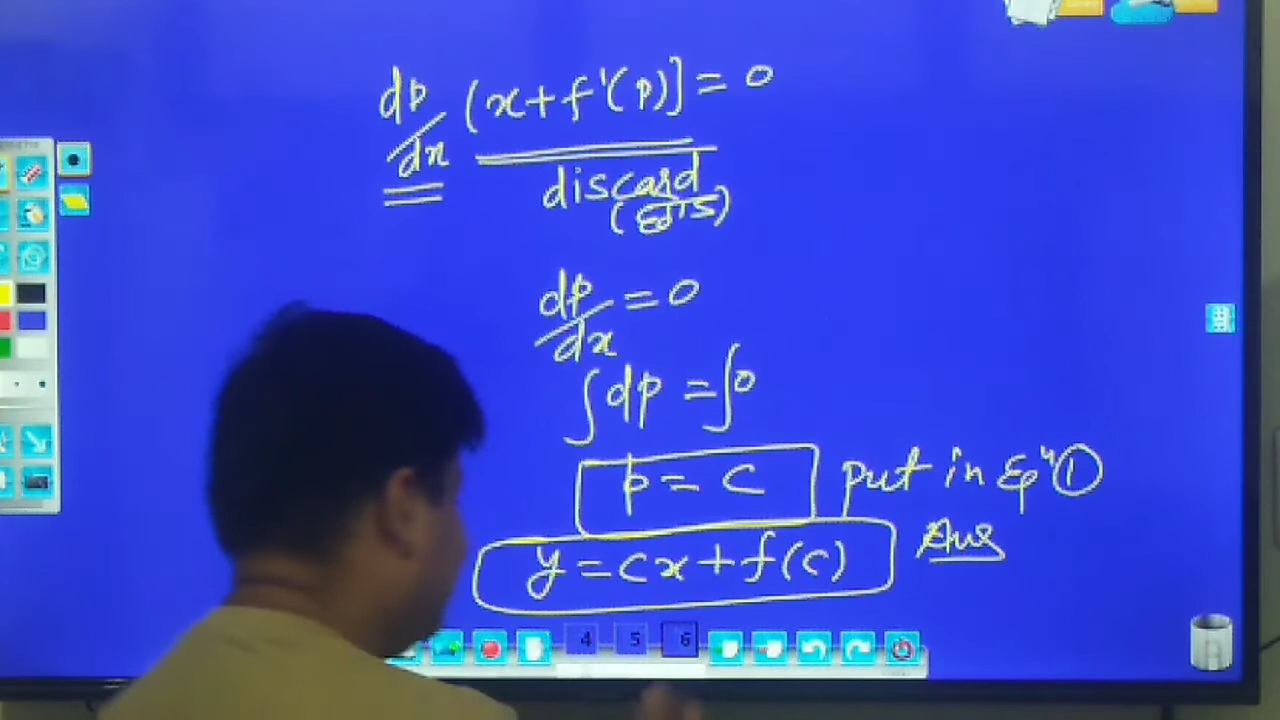 dp/dx (x+f'(p)] = 0
discard
dp/dx = 0
∫dp = ∫0
p = c put in Eqⁿ ①
y = cx + f(c) Ans
4 5 6